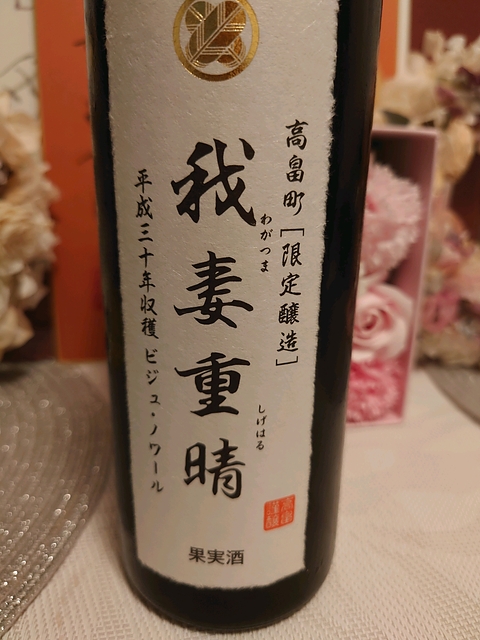 高畠町［限定醸造］
我妻重晴
わがつま
しげはる
平成三十年収穫 ビジュ・ノワール
果実酒